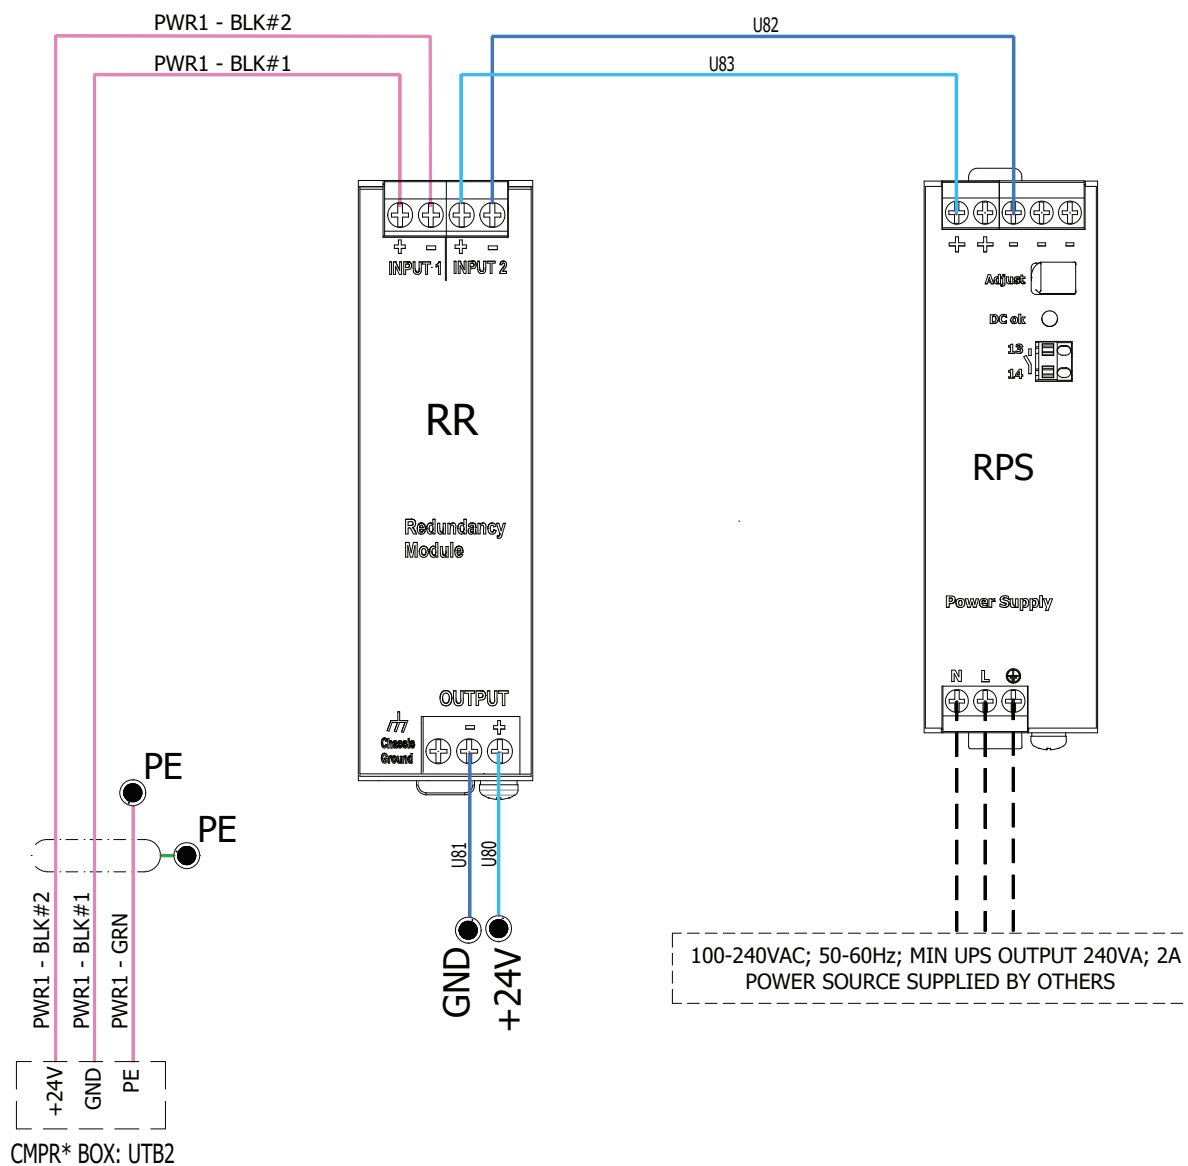 PWR1 - BLK#2
PWR1 - BLK#1
U82
U83
+ - + -
INPUT 1 INPUT 2
RR
Redundancy
Module
OUTPUT
- +
Chassis
Ground
U81
U80
GND
+24V
+ + - - -
Adjust
DC ok
13
14
RPS
Power Supply
N L
100-240VAC; 50-60Hz; MIN UPS OUTPUT 240VA; 2A
POWER SOURCE SUPPLIED BY OTHERS
PE
PE
PWR1 - BLK#2
PWR1 - BLK#1
PWR1 - GRN
+24V
GND
PE
CMPR* BOX: UTB2